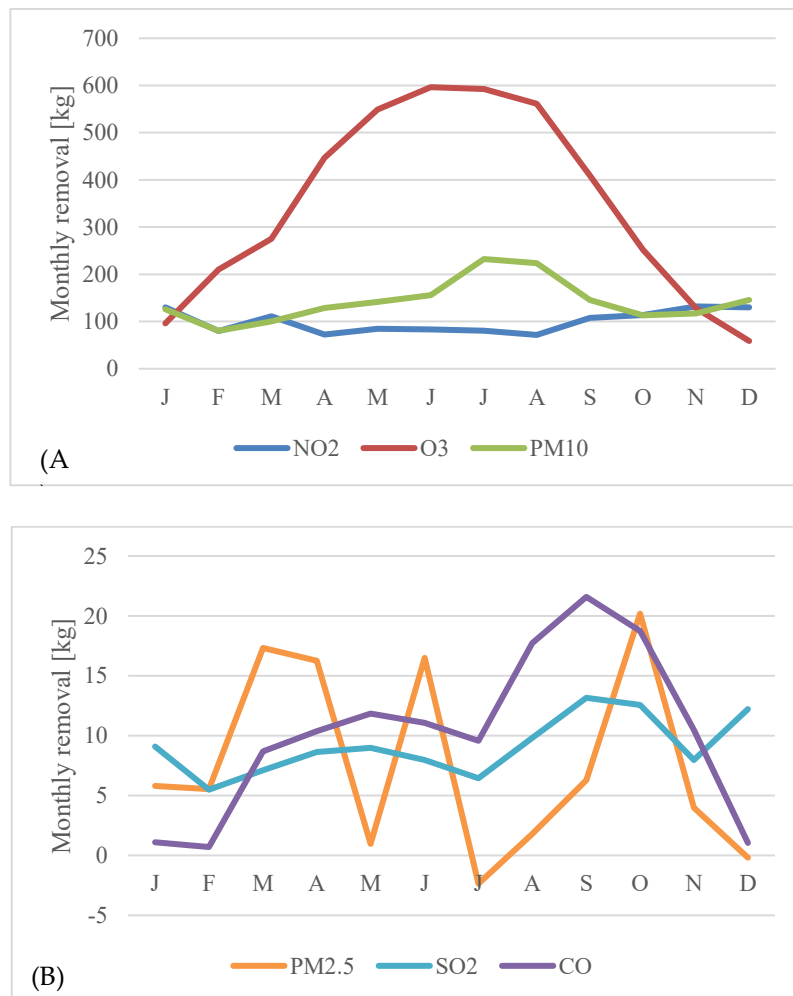 700
600
500
400
300
200
100
0
Monthly removal [kg]
J F M A M J J A S O N D
NO2 O3 PM10
(A
25
20
15
10
5
0
-5
Monthly removal [kg]
J F M A M J J A S O N D
PM2.5 SO2 CO
(B)